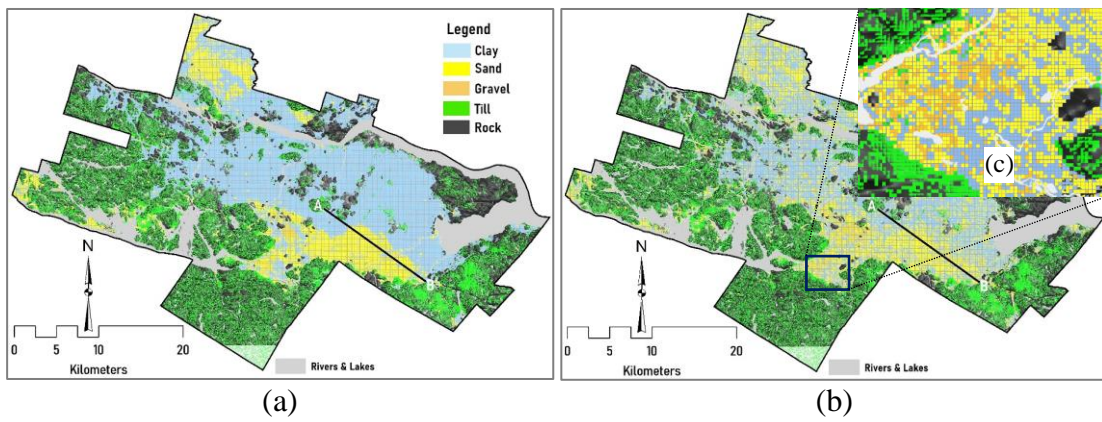 Legend
Clay
Sand
Gravel
Till
Rock
A
B
N
0 5 10 20
Kilometers
Rivers & Lakes
(a)
(c)
A
B
N
0 5 10 20
Kilometers
Rivers & Lakes
(b)